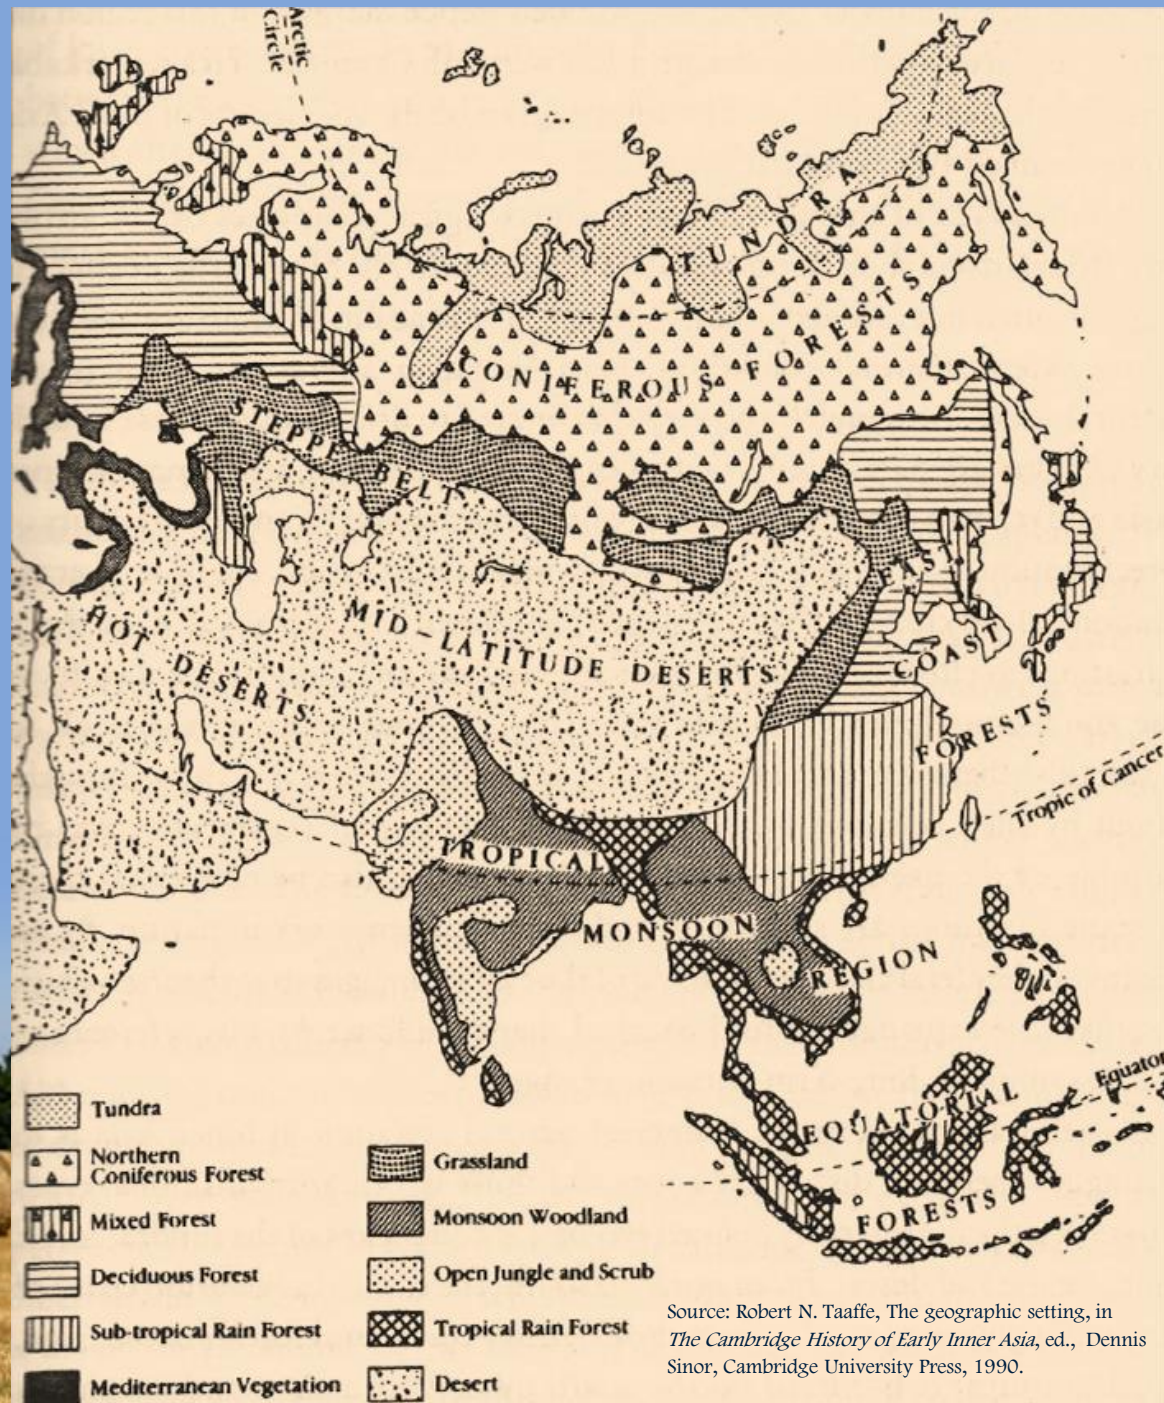 Arctic
Circle
TUNDRA
CONIFEROUS FORESTS
STEPPE BELT
EAST
COAST
FORESTS
MID-LATITUDE DESERTS
HOT DESERTS
Tropic of Cancer
TROPICAL
MONSOON
REGION
Equator
EQUATORIAL
FORESTS
Tundra
Northern
Coniferous Forest
Mixed Forest
Deciduous Forest
Sub-tropical Rain Forest
Mediterranean Vegetation
Grassland
Monsoon Woodland
Open Jungle and Scrub
Tropical Rain Forest
Desert
Source: Robert N. Taaffe, The geographic setting, in
The Cambridge History of Early Inner Asia, ed., Dennis
Sinor, Cambridge University Press, 1990.